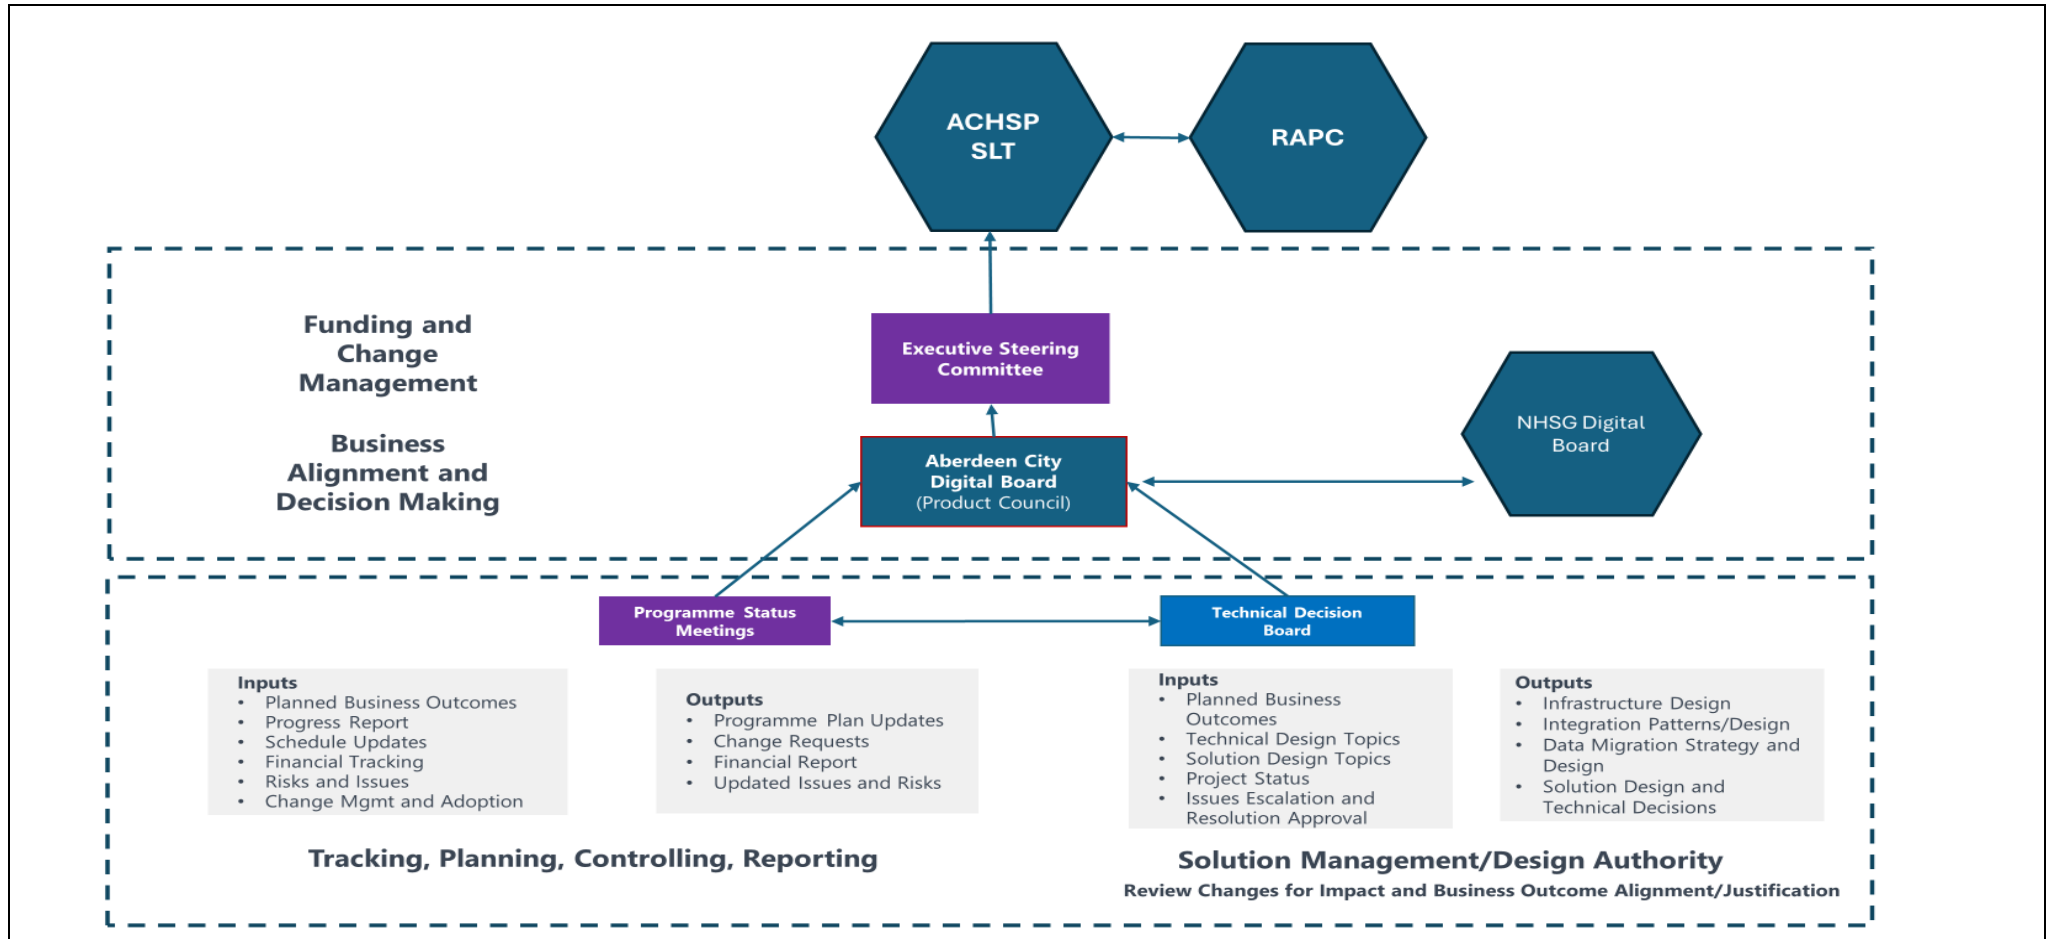 ACHSP
SLT
RAPC
Funding and
Change
Management
Business
Alignment and
Decision Making
Executive Steering
Committee
Aberdeen City
Digital Board
(Product Council)
NHSG Digital
Board
Programme Status
Meetings
Technical Decision
Board
Inputs
• Planned Business Outcomes
• Progress Report
• Schedule Updates
• Financial Tracking
• Risks and Issues
• Change Mgmt and Adoption
Outputs
• Programme Plan Updates
• Change Requests
• Financial Report
• Updated Issues and Risks
Inputs
• Planned Business
Outcomes
• Technical Design Topics
• Solution Design Topics
• Project Status
• Issues Escalation and
Resolution Approval
Outputs
• Infrastructure Design
• Integration Patterns/Design
• Data Migration Strategy and
Design
• Solution Design and
Technical Decisions
Tracking, Planning, Controlling, Reporting
Solution Management/Design Authority
Review Changes for Impact and Business Outcome Alignment/Justification